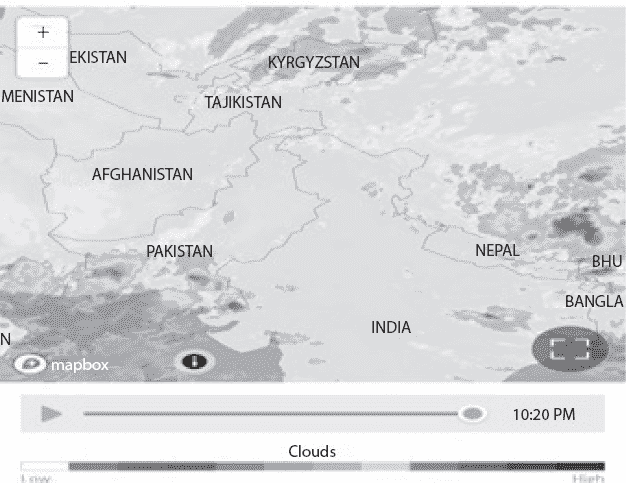 +
EKISTAN
KYRGYZSTAN
−
MENISTAN
TAJIKISTAN
AFGHANISTAN
PAKISTAN
NEPAL
BHU
BANGLA
INDIA
N
mapbox
10:20 PM
Clouds
Low
High